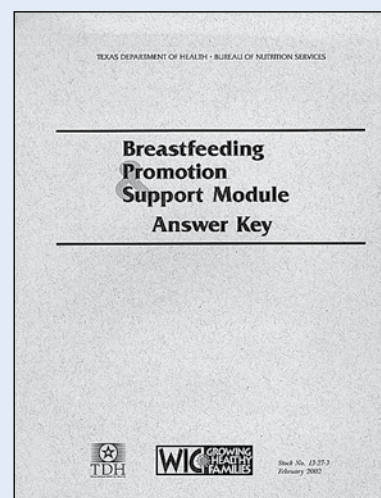 TEXAS DEPARTMENT OF HEALTH • BUREAU OF NUTRITION SERVICES
Breastfeeding
Promotion
& Support Module
Answer Key
TDH
WIC GROWING HEALTHY FAMILIES
Stock No. 13-27-3
February 2002